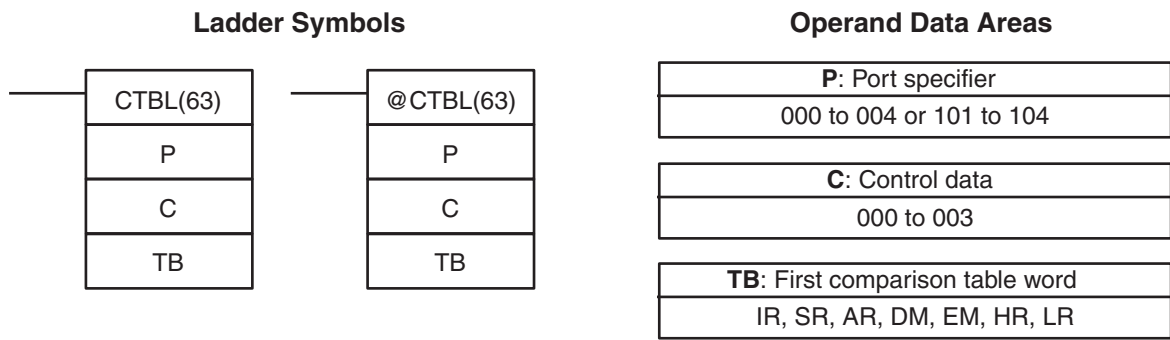 Ladder Symbols
CTBL(63)
P
C
TB
@CTBL(63)
P
C
TB
Operand Data Areas
P: Port specifier
000 to 004 or 101 to 104
C: Control data
000 to 003
TB: First comparison table word
IR, SR, AR, DM, EM, HR, LR